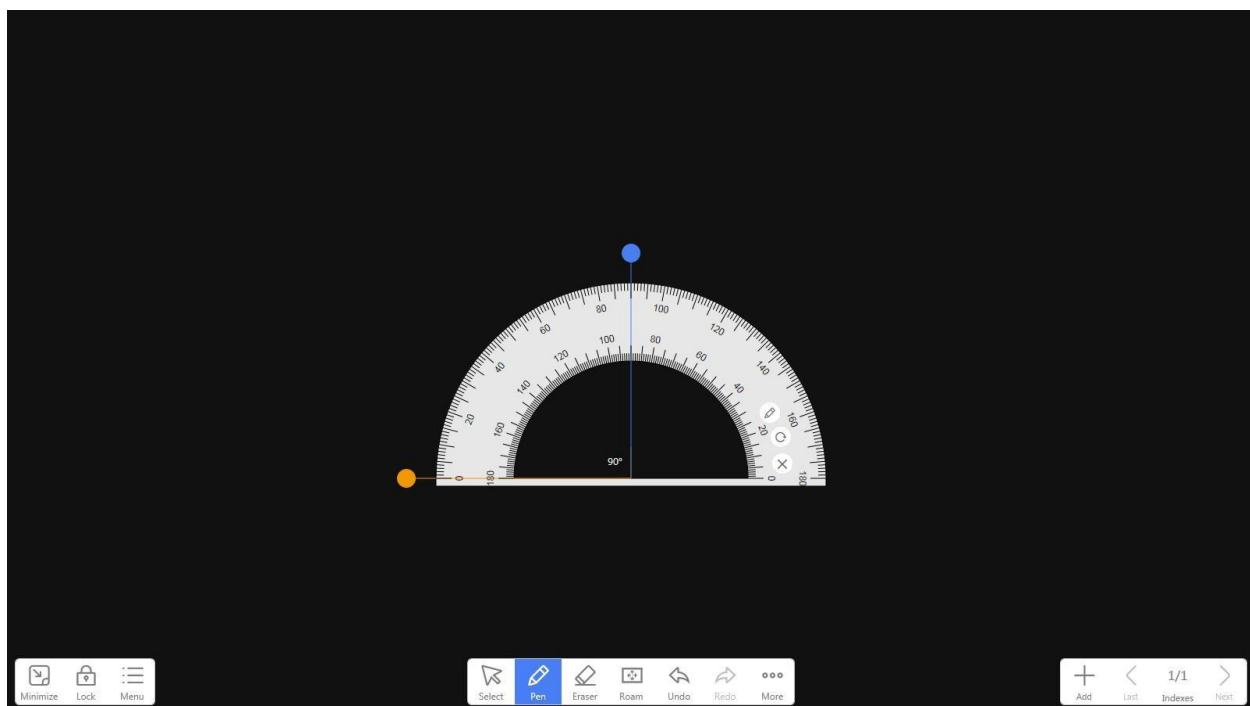 80 100
60 120
100 80
40 120 60 140
140 40
20 160 20 160
90°
0 180 0 180
Minimize Lock Menu Select Pen Eraser Roam Undo Redo More Add Last 1/1 Indexes Next